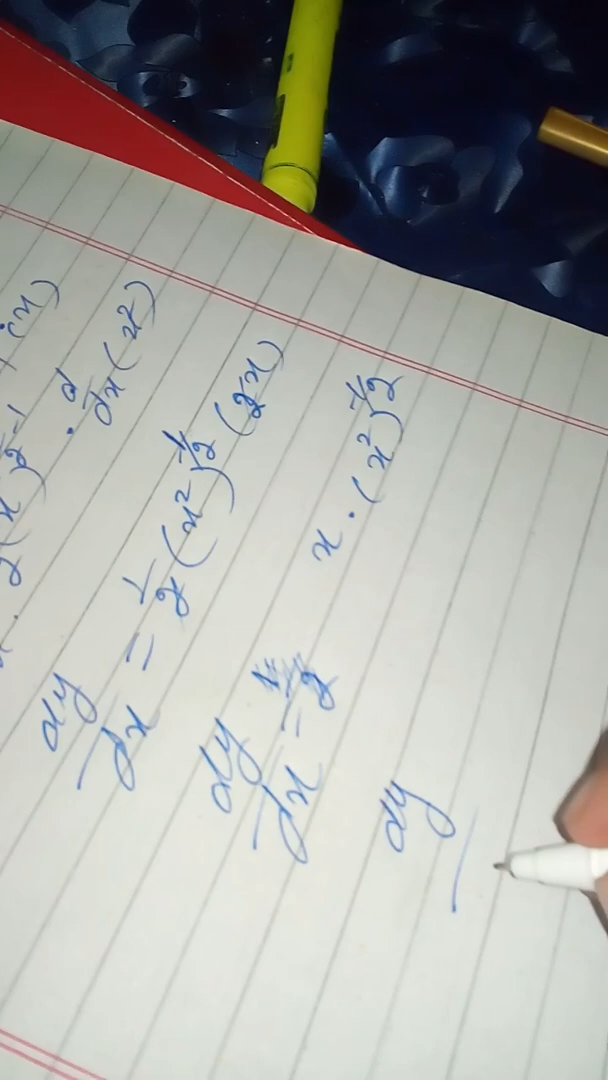 · d/dx (x²)
dy/dx = 1/2 (x²)^1/2 (2x)
dy/dx = x · (x²)^1/2
dy